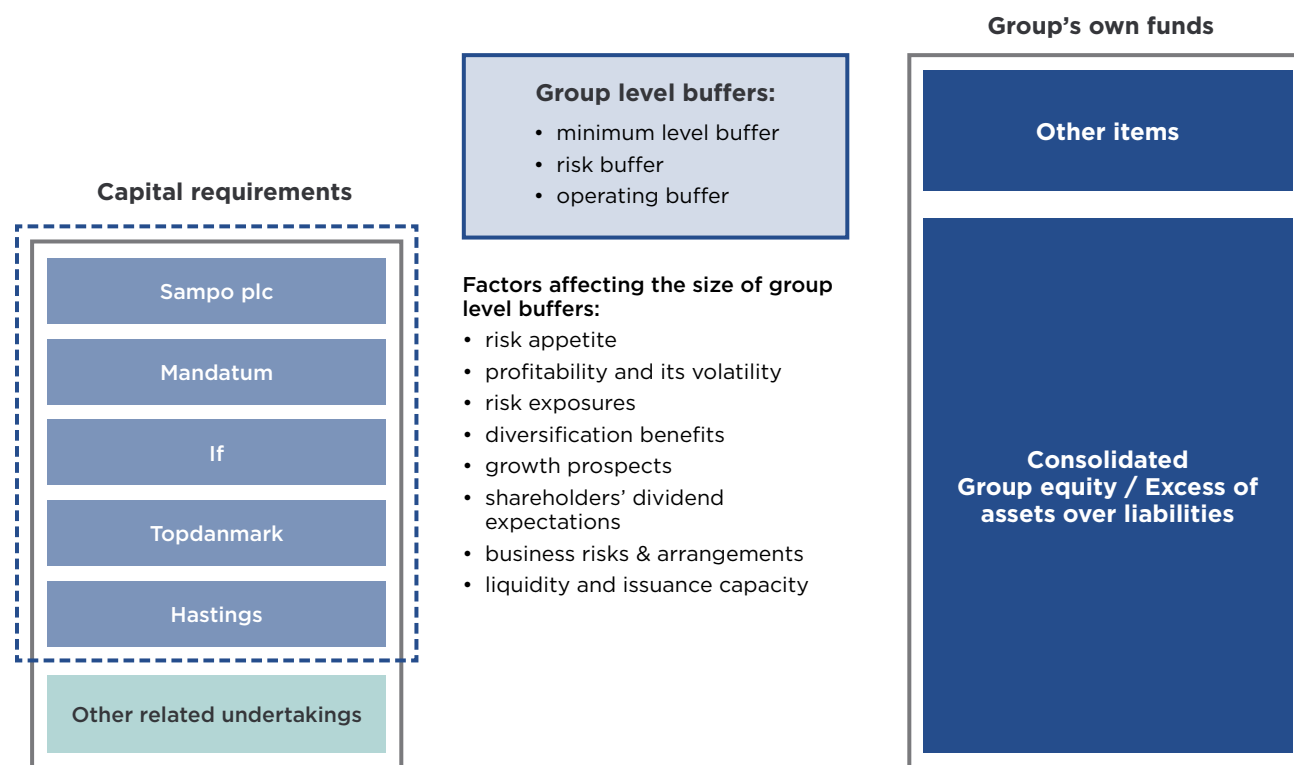 Capital requirements
Sampo plc
Mandatum
If
Topdanmark
Hastings
Other related undertakings
Group level buffers:
• minimum level buffer
• risk buffer
• operating buffer
Factors affecting the size of group
level buffers:
• risk appetite
• profitability and its volatility
• risk exposures
• diversification benefits
• growth prospects
• shareholders’ dividend
expectations
• business risks & arrangements
• liquidity and issuance capacity
Group’s own funds
Other items
Consolidated
Group equity / Excess of
assets over liabilities